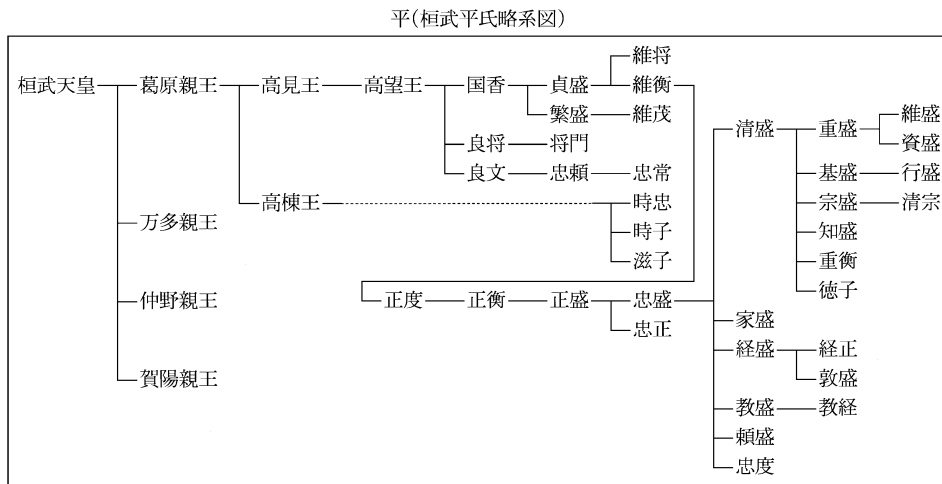 平(桓武平氏略系図)
維将
桓武天皇 葛原親王 高見王 高望王 国香 貞盛 維衡
繁盛 維茂
維盛
清盛 重盛
資盛
良将 将門
良文 忠頼 忠常
基盛 行盛
高棟王 時忠
宗盛 清宗
万多親王
時子
知盛
滋子
重衡
徳子
仲野親王 正度 正衡 正盛 忠盛
家盛
忠正
経盛 経正
賀陽親王
敦盛
教盛 教経
頼盛
忠度